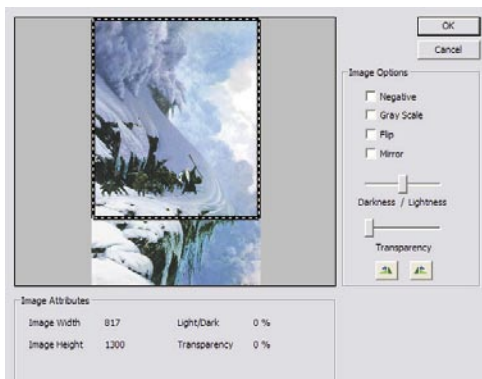 OK
Cancel
Image Options
Negative
Gray Scale
Flip
Mirror
Darkness / Lightness
Transparency
Image Attributes
Image Width 817 Light/Dark 0 %
Image Height 1300 Transparency 0 %